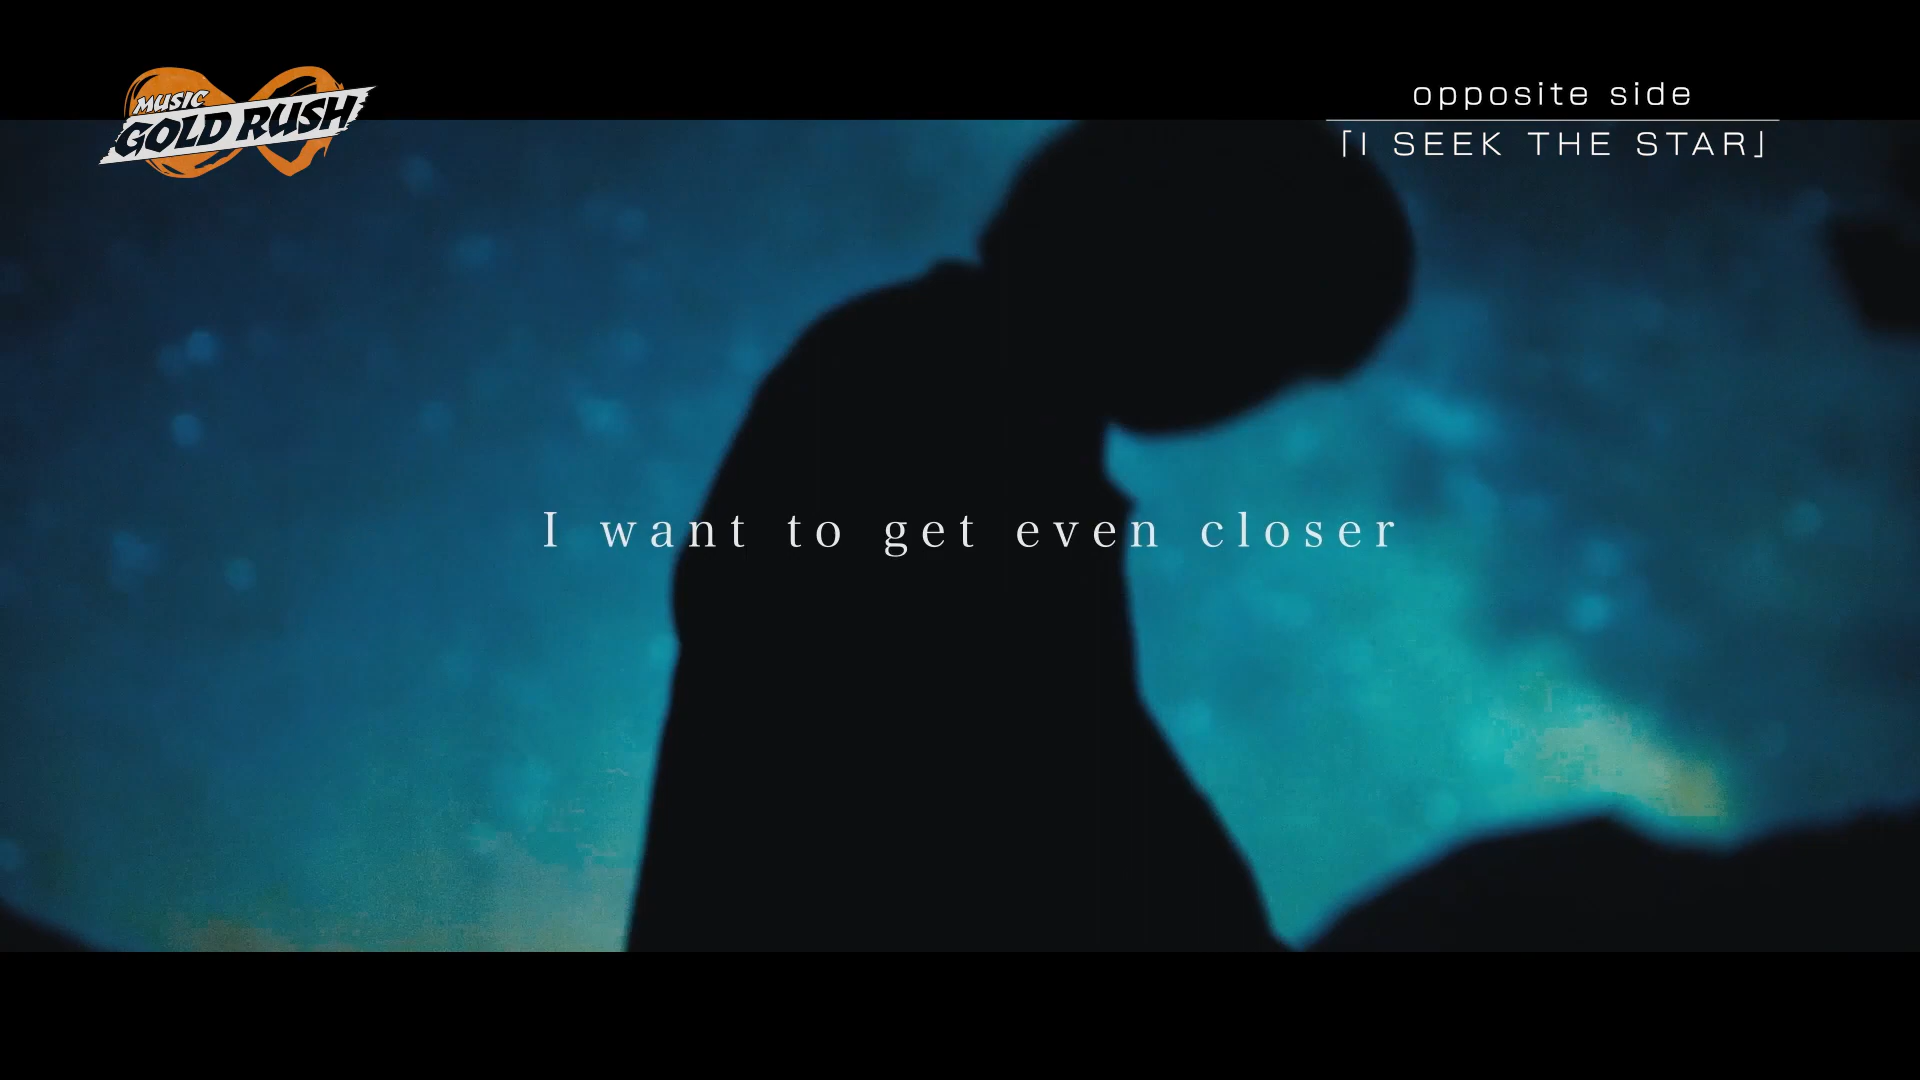 MUSIC
GOLD RUSH
opposite side
「I SEEK THE STAR」
I want to get even closer